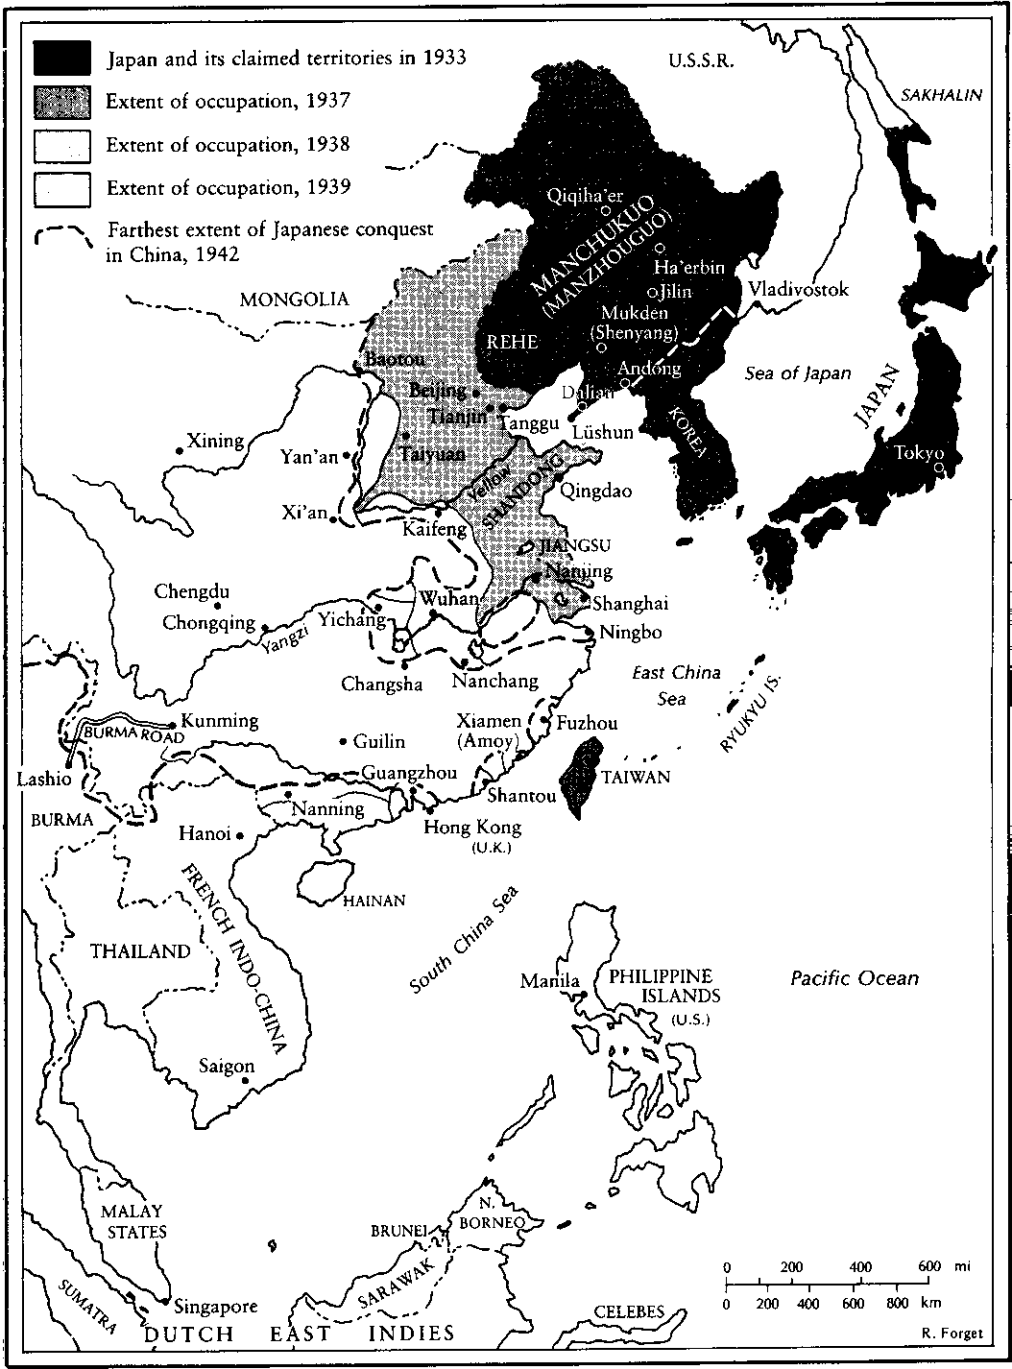 Japan and its claimed territories in 1933
Extent of occupation, 1937
Extent of occupation, 1938
Extent of occupation, 1939
Farthest extent of Japanese conquest
in China, 1942
U.S.S.R.
SAKHALIN
Qiqiha'er
MANCHUKUO
(MANZHOUGUO)
Ha'erbin
Jilin
Vladivostok
MONGOLIA
Mukden
(Shenyang)
REHE
Baotou
Andong
Sea of Japan
JAPAN
Beijing
Dalian
Tianjin
Tanggu
Lüshun
KOREA
Xining
Yan'an
Taiyuan
Tokyo
Yellow
SHANDONG
Qingdao
Xi'an
Kaifeng
JIANGSU
Nanjing
Chengdu
Wuhan
Shanghai
Chongqing
Yichang
Yangzi
Ningbo
Changsha
Nanchang
East China
Sea
RYUKYU IS.
Kunming
BURMA ROAD
Xiamen
(Amoy)
Fuzhou
Guilin
Lashio
Guangzhou
TAIWAN
Shantou
Nanning
BURMA
Hanoi
Hong Kong
(U.K.)
HAINAN
FRENCH INDO-CHINA
South China Sea
THAILAND
Manila
PHILIPPINE
ISLANDS
(U.S.)
Pacific Ocean
Saigon
MALAY
STATES
BRUNEI
N.
BORNEO
SARAWAK
SUMATRA
Singapore
CELEBES
DUTCH EAST INDIES
0 200 400 600 mi
0 200 400 600 800 km
R. Forget